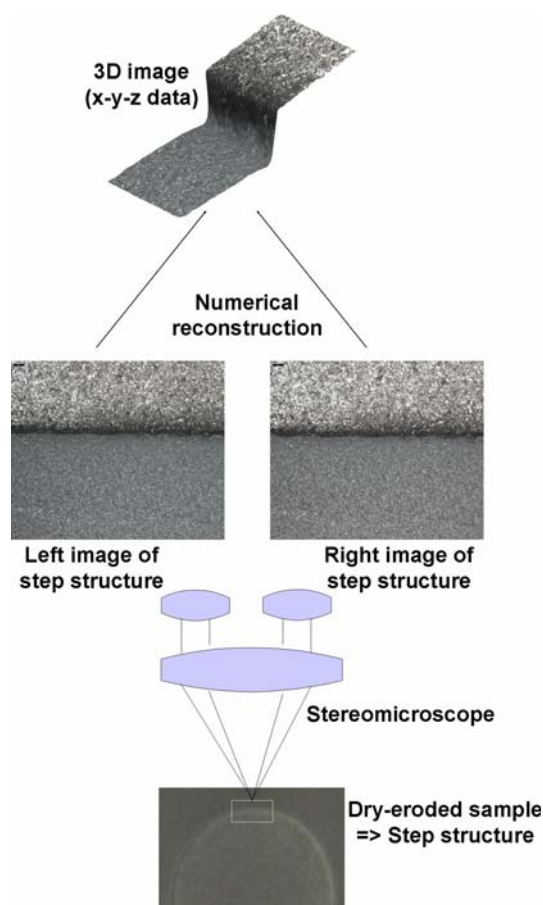 3D image
(x-y-z data)
Numerical
reconstruction
Left image of
step structure
Right image of
step structure
Stereomicroscope
Dry-eroded sample
=> Step structure